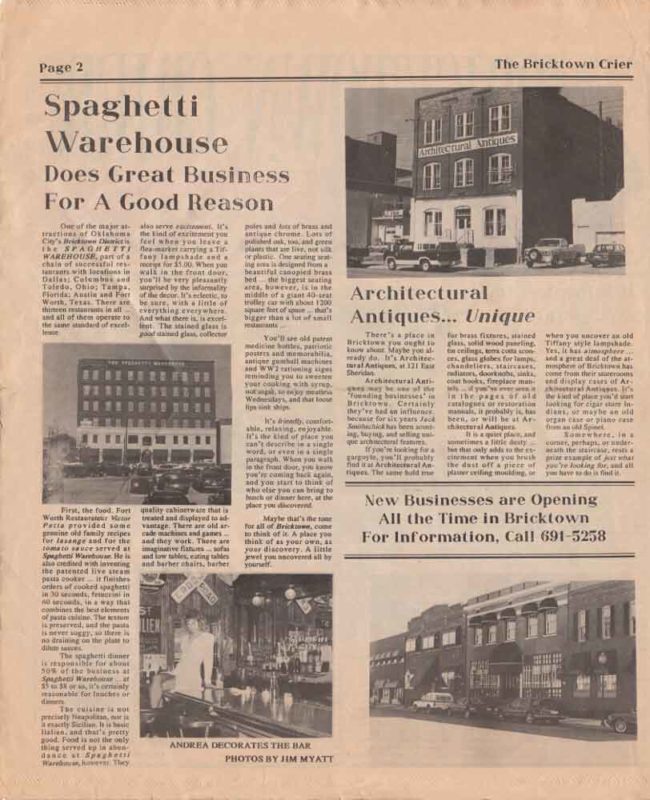 Page 2
The Bricktown Crier
Spaghetti
Warehouse
Does Great Business
For A Good Reason
One of the major at-
tractions of Oklahoma
City's Bricktown District is
the SPAGHETTI
WAREHOUSE, part of a
chain of successful res-
taurants with locations in
Dallas; Columbus and
Toledo, Ohio; Tampa,
Florida; Austin and Fort
Worth, Texas. There are
thirteen restaurants in all ...
and all of them operate to
the same standard of excel-
lence.
THE SPAGHETTI WAREHOUSE
First, the food. Fort
Worth Restaurateur Victor
Petta provided some
genuine old family recipes
for lasagne and for the
tomato sauce served at
Spaghetti Warehouse. He is
also credited with inventing
the patented live steam
pasta cooker ... it finishes
orders of cooked spaghetti
in 30 seconds, fettucini in
60 seconds, in a way that
combines the best elements
of pasta cuisine. The texture
is preserved, and the pasta
is never soggy, so there is
no draining on the plate to
dilute sauces.
The spaghetti dinner
is responsible for about
50% of the business at
Spaghetti Warehouse ... at
$5 to $8 or so, it's certainly
reasonable for lunches or
dinners.
The cuisine is not
precisely Neapolitan, nor is
it exactly Sicilian. It is basic
Italian, and that's pretty
good. Food is not the only
thing served up in abun-
dance at Spaghetti
Warehouse, however. They
also serve excitement. It's
the kind of excitement you
feel when you leave a
flea-market carrying a Tif-
fany lampshade and a
receipt for $5.00. When you
walk in the front door,
you'll be very pleasantly
surprised by the informality
of the decor. It's eclectic, to
be sure, with a little of
everything everywhere.
And what there is, is excel-
lent. The stained glass is
good stained glass, collector
quality cabinetware that is
treated and displayed to ad-
vantage. There are old ar-
cade machines and games ...
and they work. There are
imaginative fixtures ... sofas
and low tables, eating tables
and barber chairs, barber
poles and lots of brass and
antique chrome. Lots of
polished oak, too, and green
plants that are live, not silk
or plastic. One seating seat-
ing area is designed from a
beautiful canopied brass
bed ... the biggest seating
area, however, is in the
middle of a giant 40-seat
trolley car with about 1200
square feet of space ... that's
bigger than a lot of small
restaurants ...
You'll see old patent
medicine bottles, patriotic
posters and memorabilia,
antique gumball machines
and WW2 rationing signs
reminding you to sweeten
your cooking with syrup,
not sugar, to enjoy meatless
Wednesdays, and that loose
lips sink ships.
It's friendly, comfort-
able, relaxing, enjoyable.
It's the kind of place you
can't describe in a single
word, or even in a single
paragraph. When you walk
in the front door, you know
you're coming back again,
and you start to think of
who else you can bring to
lunch or dinner here, at the
place you discovered.
Maybe that's the tone
for all of Bricktown, come
to think of it. A place you
think of as your own, as
your discovery. A little
jewel you uncovered all by
yourself.
ANDREA DECORATES THE BAR
PHOTOS BY JIM MYATT
Architectural Antiques
Architectural
Antiques... Unique
There's a place in
Bricktown you ought to
know about. Maybe you al-
ready do. It's Architec-
tural Antiques, at 121 East
Sheridan.
Architectural Anti-
ques may be one of the
"founding businesses" in
Bricktown. Certainly
they've had an influence,
because for six years Jack
has been scout-
ing, buying, and selling uni-
que architectural features.
If you're looking for a
gargoyle, you'll probably
find it at Architectural An-
tiques. The same hold true
for brass fixtures, stained
glass, solid wood paneling,
tin ceilings, terra cotta scon-
ces, glass globes for lamps,
chandeliers, staircases,
radiators, doorknobs, sinks,
coat hooks, fireplace man-
tels ... if you've ever seen it
in the pages of old
catalogues or restoration
manuals, it probably is, has
been, or will be at Ar-
chitectural Antiques.
It is a quiet place, and
sometimes a little dusty ...
but that only adds to the ex-
citement when you brush
the dust off a piece of
plaster ceiling moulding, or
when you uncover an old
Tiffany style lampshade.
Yes, it has atmosphere ...
and a great deal of the at-
mosphere of Bricktown has
come from their storerooms
and display cases of Ar-
chitectural Antiques. It's
the kind of place you'd start
looking for cigar store In-
dians, or maybe an old
organ case or piano case
or pump organ.
Somewhere, in a
corner, perhaps, or under-
neath the staircase, rests a
prize example of just what
you're looking for, and all
you have to do is find it.
New Businesses are Opening
All the Time in Bricktown
For Information, Call 691-5258